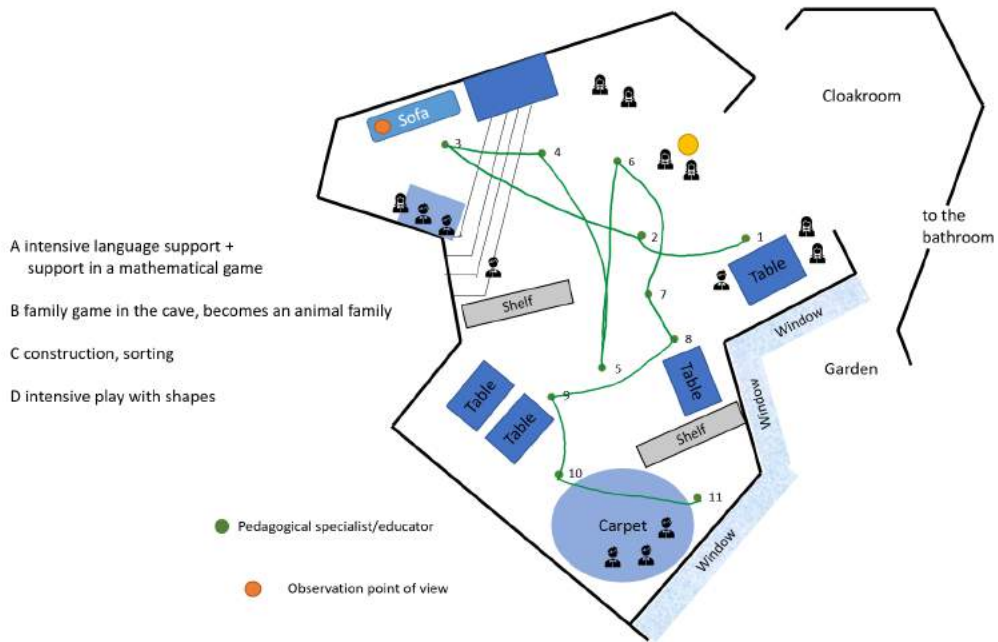 Cloakroom
Sofa
3
4
6
to the
bathroom
2
1
A intensive language support +
support in a mathematical game
Table
7
Shelf
B family game in the cave, becomes an animal family
Window
8
C construction, sorting
5
Garden
Table
Window
D intensive play with shapes
9
Table
Table
Shelf
10
11
Pedagogical specialist/educator
Carpet
Window
Observation point of view